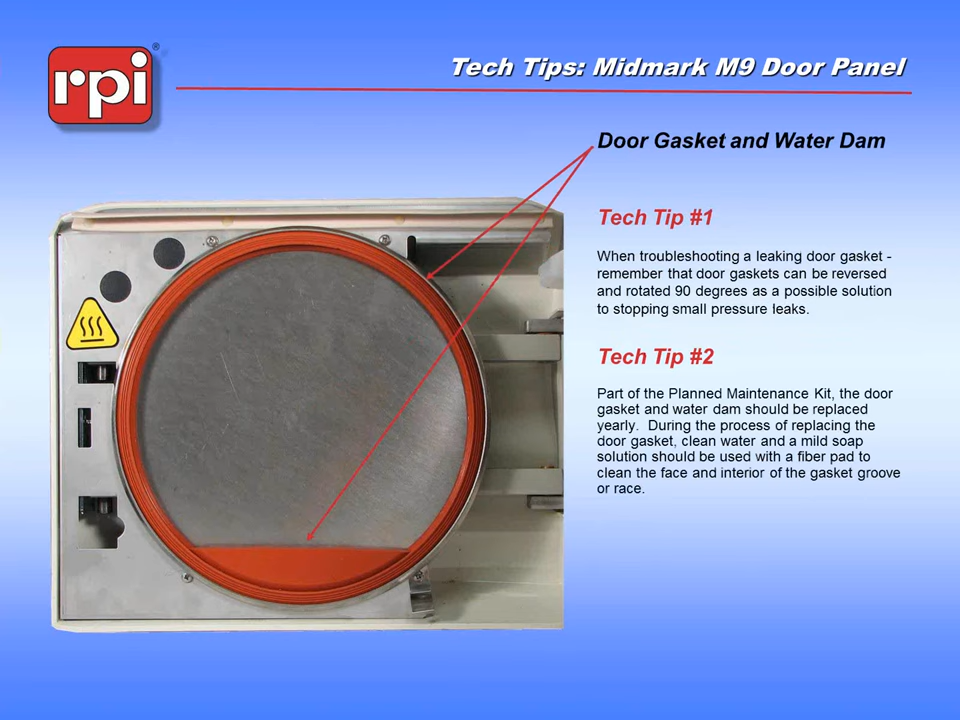 rpi®
Tech Tips: Midmark M9 Door Panel
Door Gasket and Water Dam
Tech Tip #1
When troubleshooting a leaking door gasket -
remember that door gaskets can be reversed
and rotated 90 degrees as a possible solution
to stopping small pressure leaks.
Tech Tip #2
Part of the Planned Maintenance Kit, the door
gasket and water dam should be replaced
yearly.  During the process of replacing the
door gasket, clean water and a mild soap
solution should be used with a fiber pad to
clean the face and interior of the gasket groove
or race.